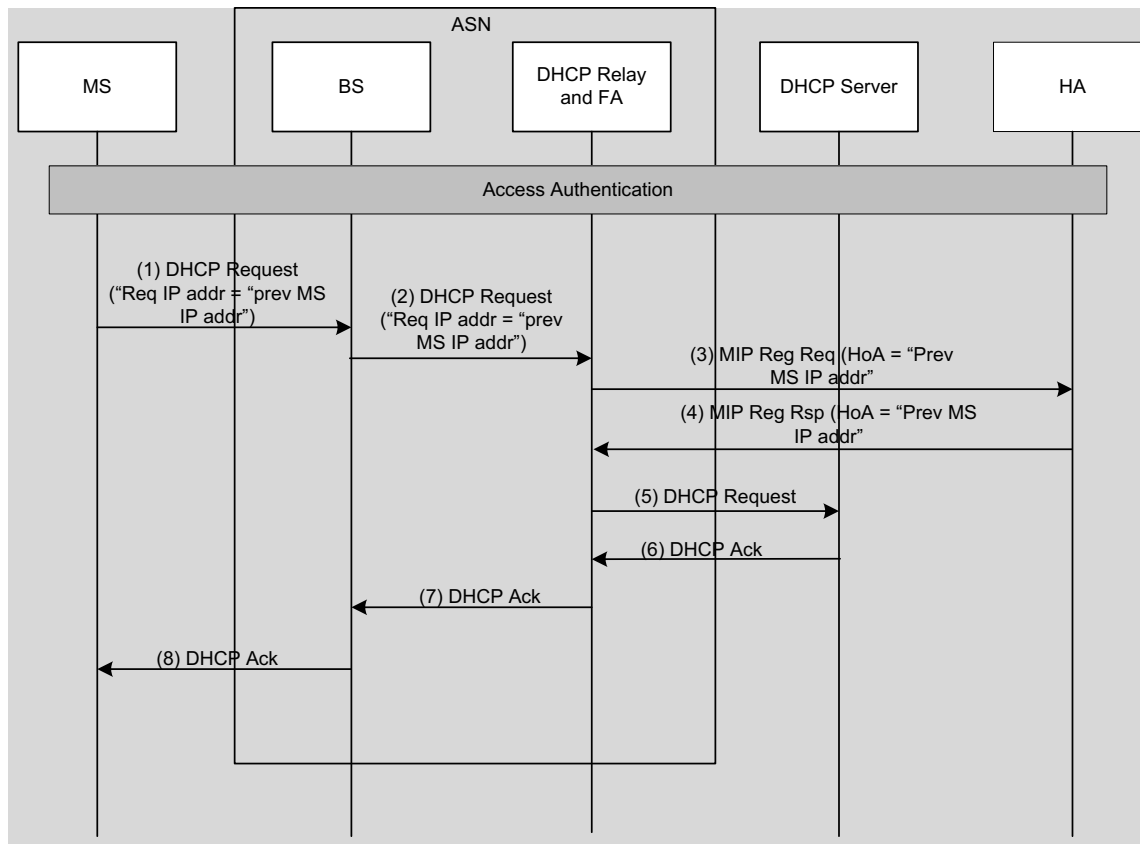 ASN
MS
BS
DHCP Relay
and FA
DHCP Server
HA
Access Authentication
(1) DHCP Request
(“Req IP addr = “prev MS
IP addr”)
(2) DHCP Request
(“Req IP addr = “prev
MS IP addr”)
(3) MIP Reg Req (HoA = “Prev
MS IP addr”
(4) MIP Reg Rsp (HoA = “Prev MS
IP addr”
(5) DHCP Request
(6) DHCP Ack
(7) DHCP Ack
(8) DHCP Ack